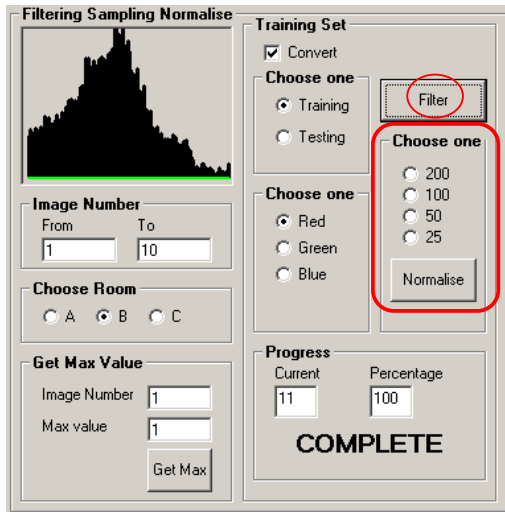 Filtering Sampling Normalise
Image Number
From To
1 10
Choose Room
A B C
Get Max Value
Image Number 1
Max value 1
Get Max
Training Set
Convert
Choose one
Training
Testing
Filter
Choose one
Red
Green
Blue
Choose one
200
100
50
25
Normalise
Progress
Current Percentage
11 100
COMPLETE